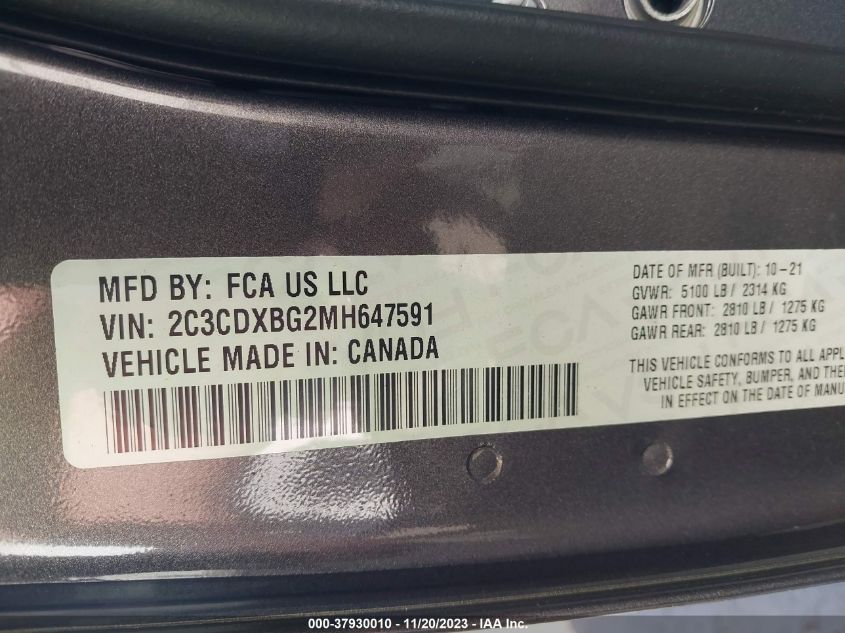 MFD BY: FCA US LLC
VIN: 2C3CDXBG2MH647591
VEHICLE MADE IN: CANADA
DATE OF MFR (BUILT): 10-21
GVWR: 5100 LB / 2314 KG
GAWR FRONT: 2810 LB / 1275 KG
GAWR REAR: 2810 LB / 1275 KG
THIS VEHICLE CONFORMS TO ALL APPL
VEHICLE SAFETY, BUMPER, AND THE
IN EFFECT ON THE DATE OF MANU
000-37930010 - 11/20/2023 - IAA Inc.